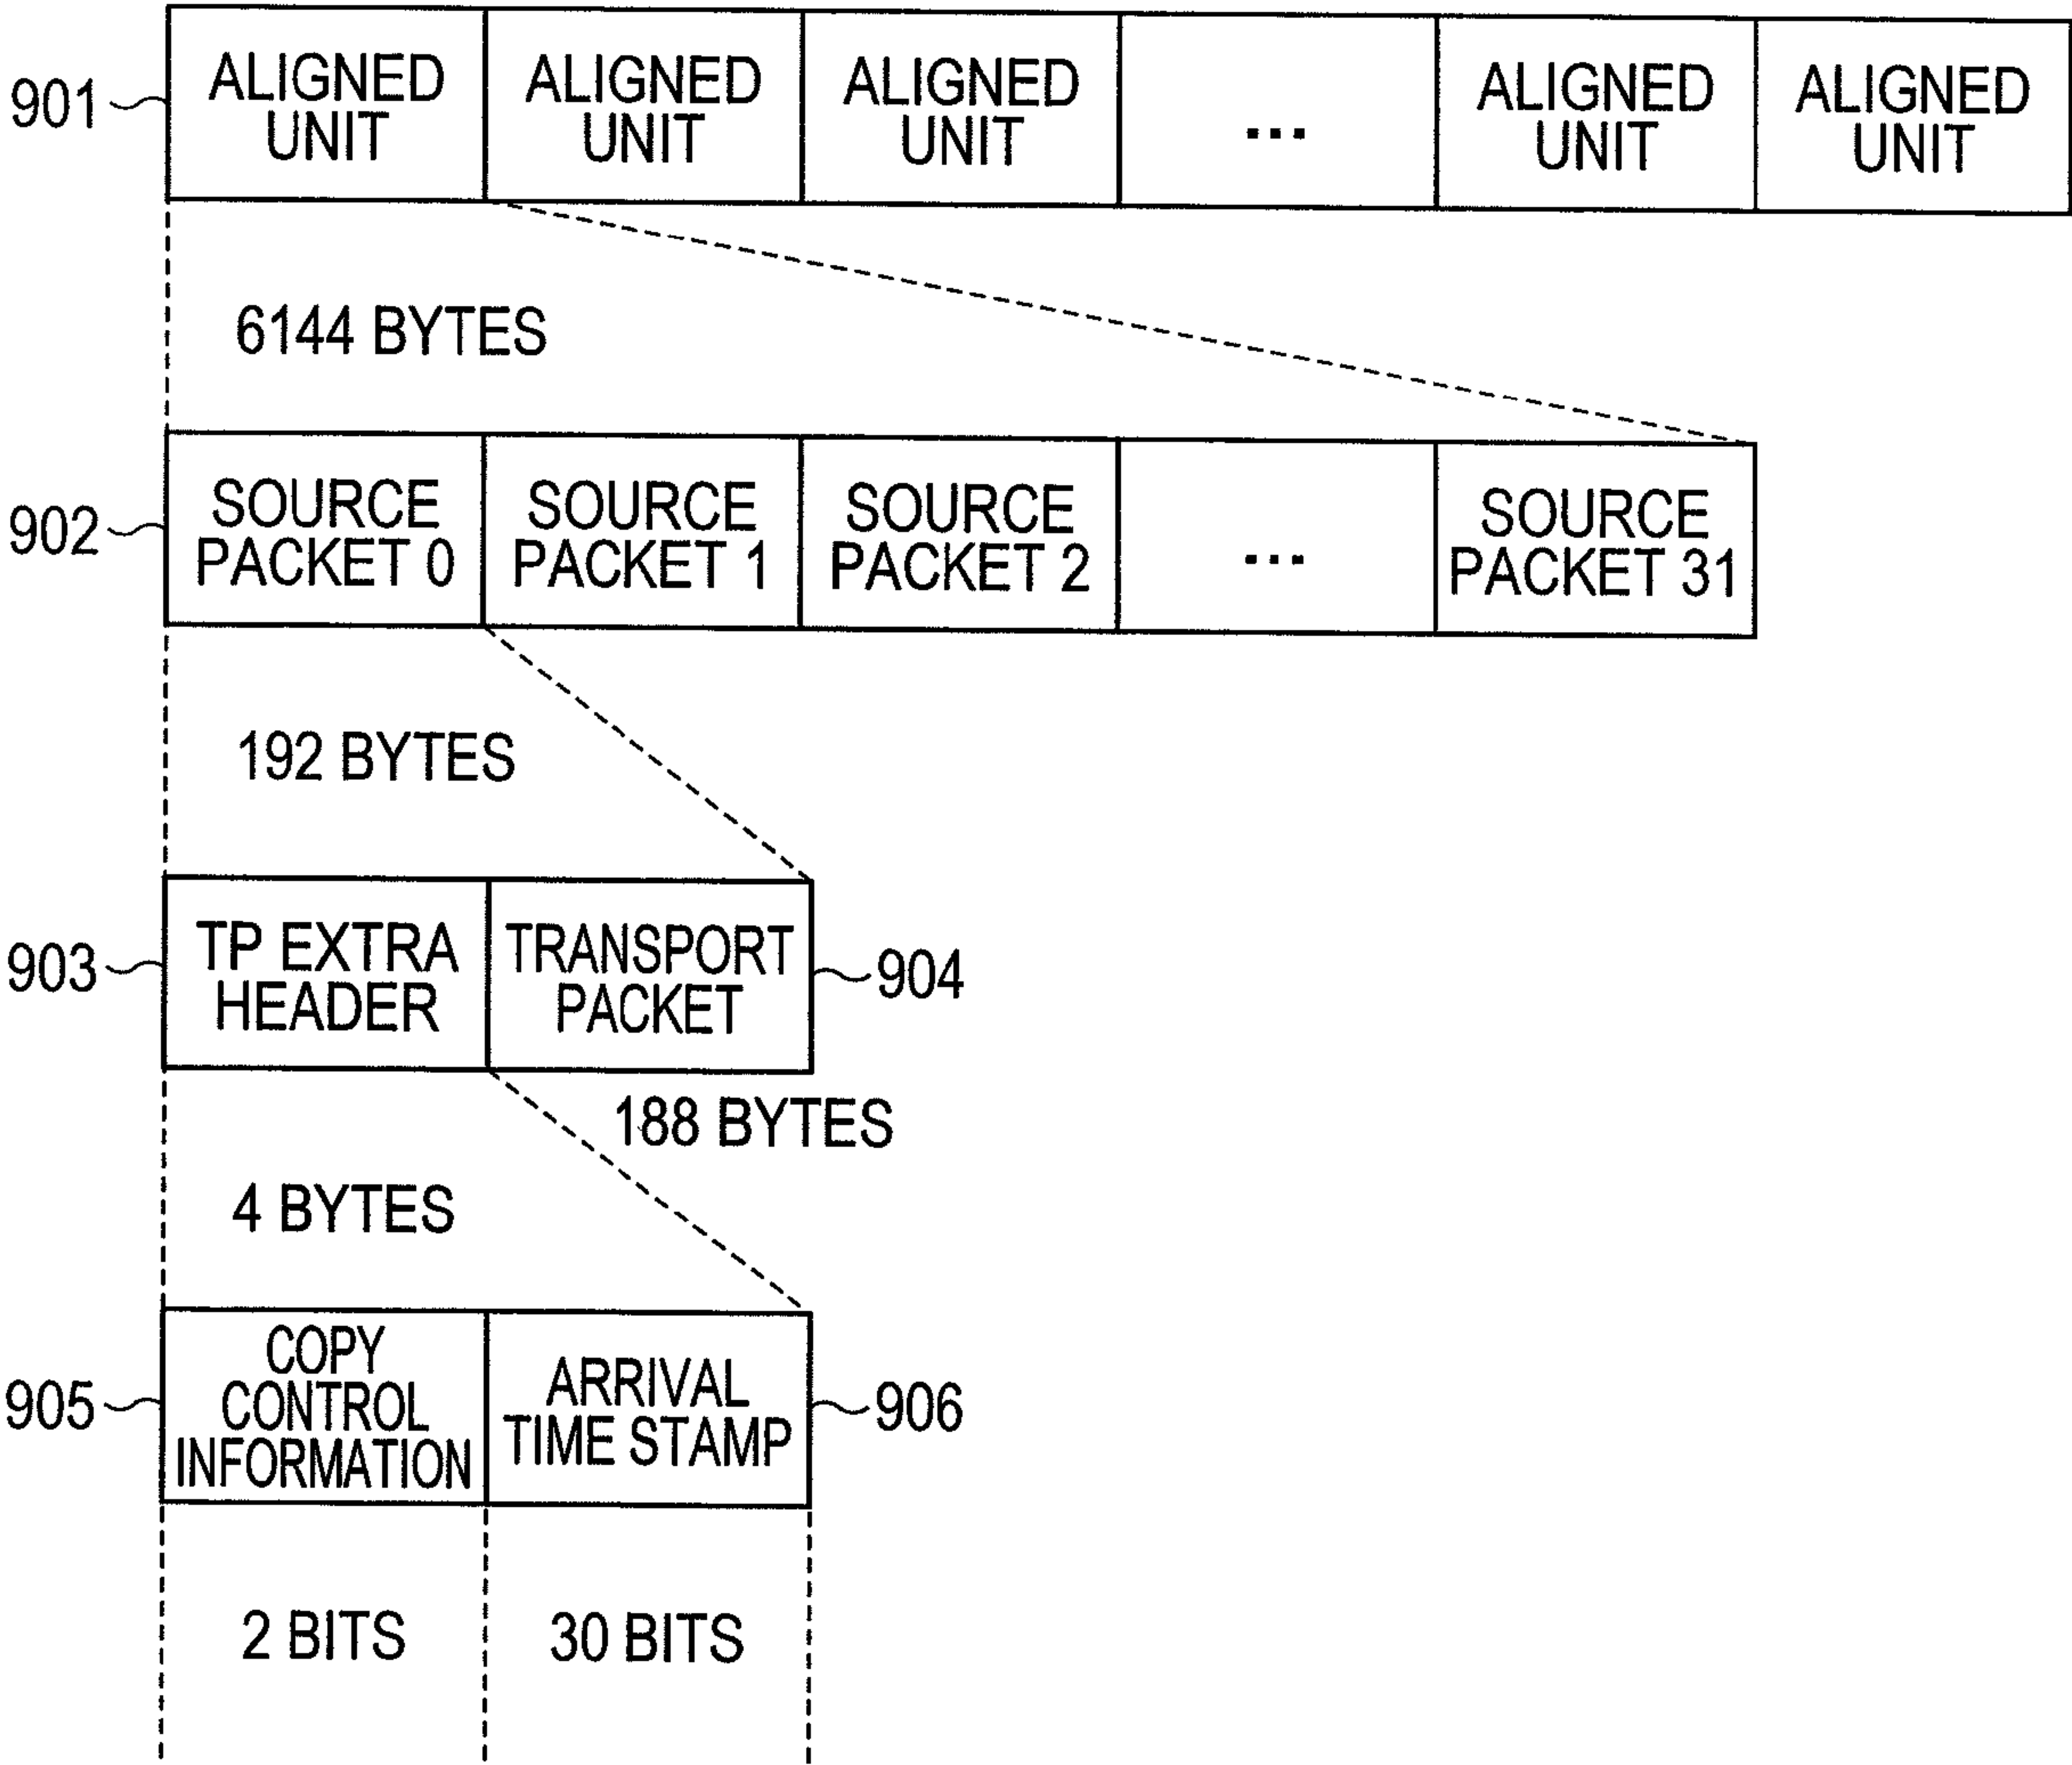 901
ALIGNED UNIT
ALIGNED UNIT
ALIGNED UNIT
...
ALIGNED UNIT
ALIGNED UNIT
6144 BYTES
902
SOURCE PACKET 0
SOURCE PACKET 1
SOURCE PACKET 2
...
SOURCE PACKET 31
192 BYTES
903
TP EXTRA HEADER
TRANSPORT PACKET
904
188 BYTES
4 BYTES
905
COPY CONTROL INFORMATION
ARRIVAL TIME STAMP
906
2 BITS
30 BITS